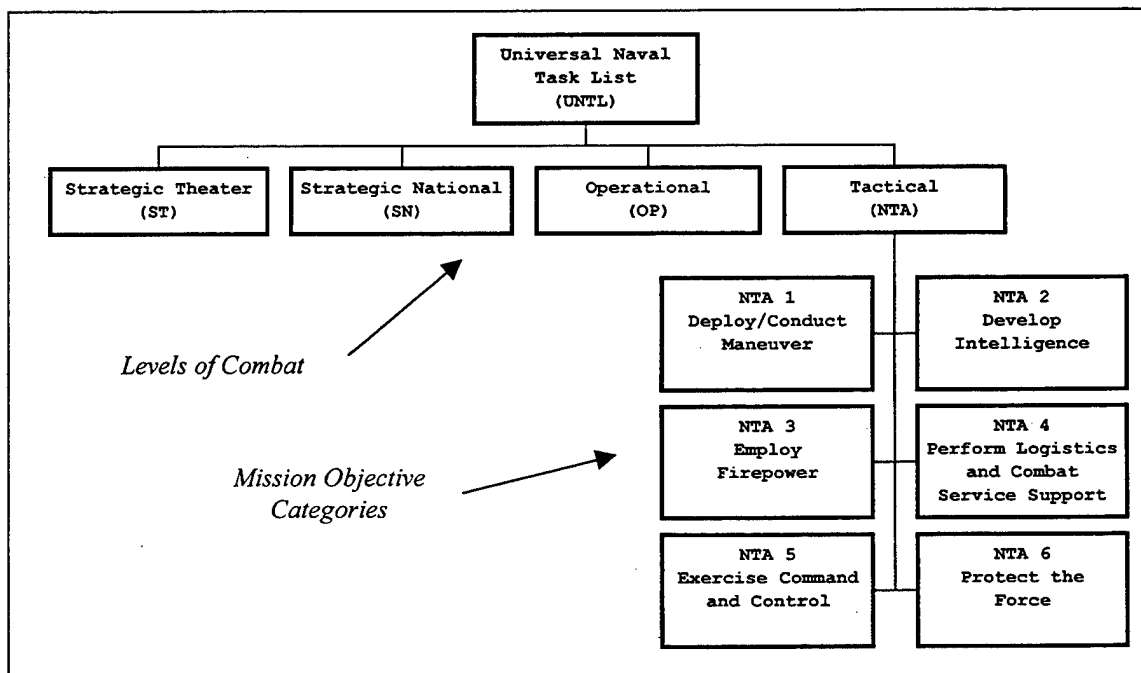 Universal Naval
Task List
(UNTL)
Strategic Theater
(ST)
Strategic National
(SN)
Operational
(OP)
Tactical
(NTA)
Levels of Combat
NTA 1
Deploy/Conduct
Maneuver
NTA 2
Develop
Intelligence
Mission Objective
Categories
NTA 3
Employ
Firepower
NTA 4
Perform Logistics
and Combat
Service Support
NTA 5
Exercise Command
and Control
NTA 6
Protect the
Force